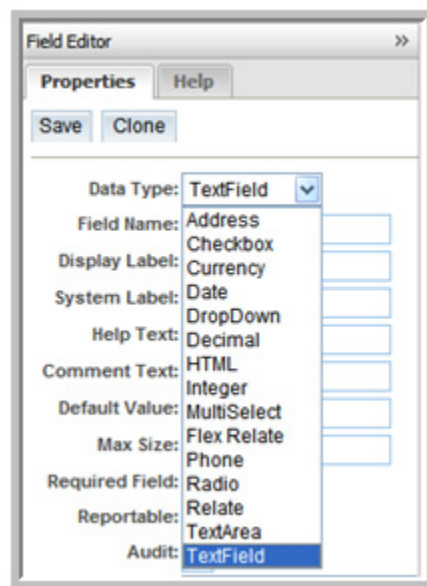 Field Editor »
Properties Help
Save Clone
Data Type: TextField
Field Name:
Display Label:
System Label:
Help Text:
Comment Text:
Default Value:
Max Size:
Required Field:
Reportable:
Audit:
Address
Checkbox
Currency
Date
DropDown
Decimal
HTML
Integer
MultiSelect
Flex Relate
Phone
Radio
Relate
TextArea
TextField